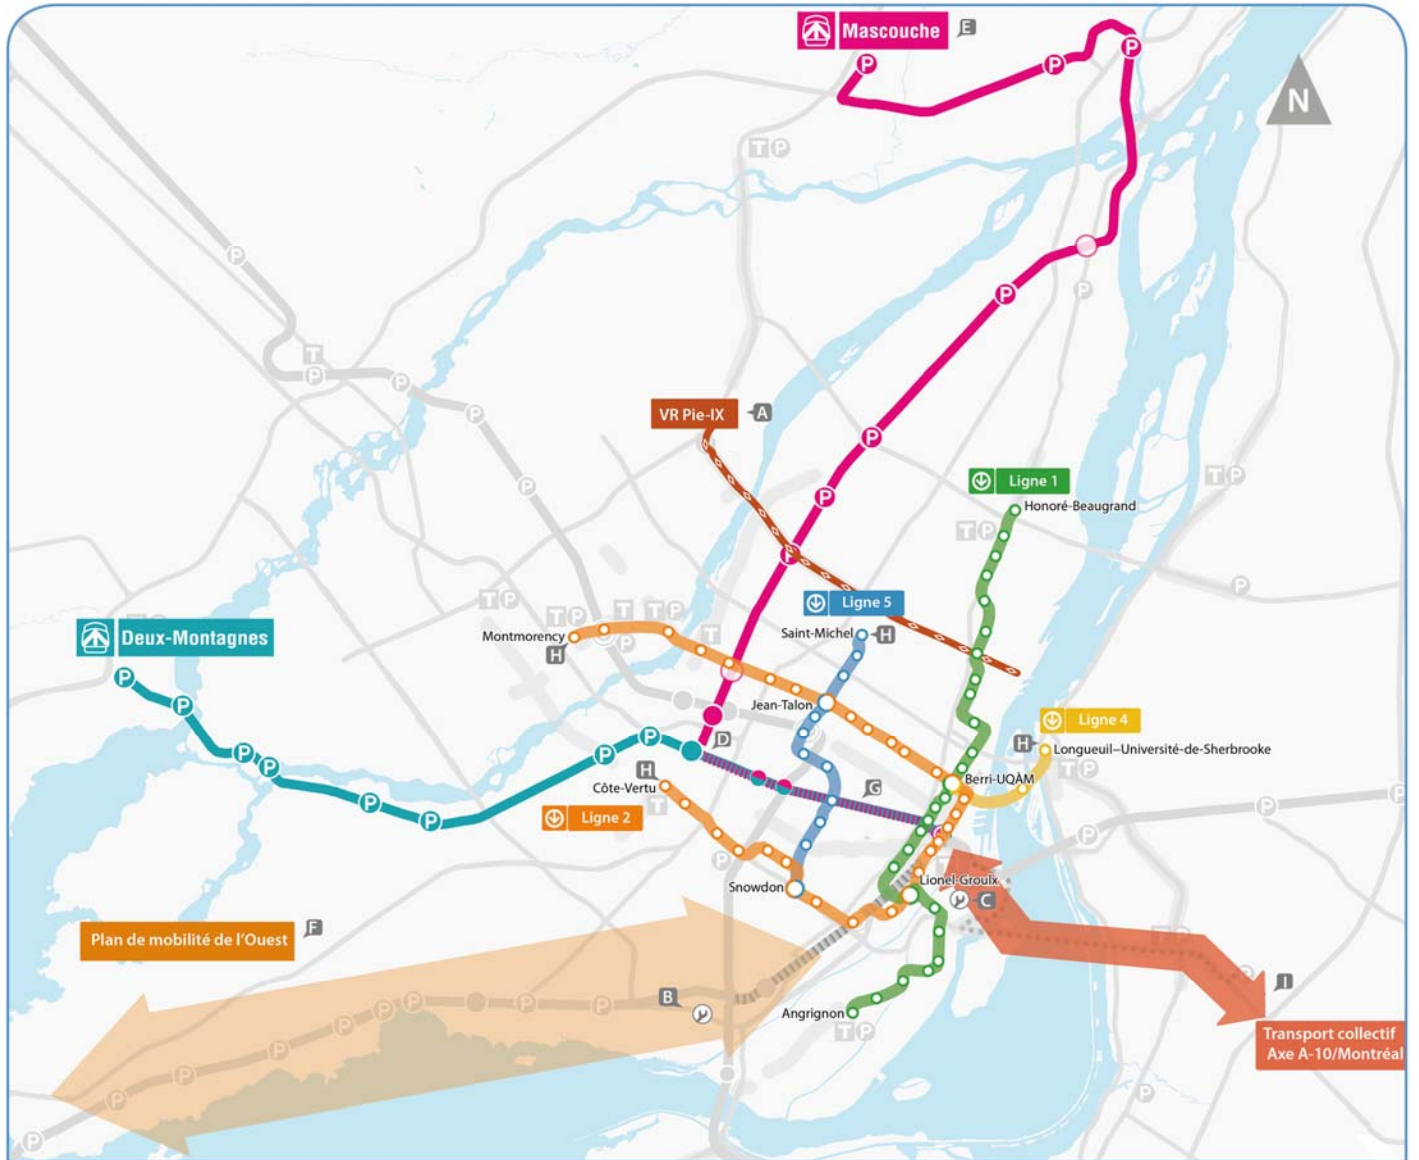 Mascouche
E
N
P
P
P
T P
P
P
P
P
T
P
P
P
VR Pie-IX
A
P
T P
P
Ligne 1
Honoré-Beaugrand
T P
P
P
T P
T P
T
T P
P
T
Ligne 5
Saint-Michel
H
Montmorency
H
Deux-Montagnes
P
P
P
P
P
P
P
P
Jean-Talon
D
Ligne 4
H
Longueuil–Université-de-Sherbrooke
T P
Berri-UQÀM
H
Côte-Vertu
T
G
Ligne 2
P
P
P
P
Snowdon
Lionel-Groulx
C
Plan de mobilité de l'Ouest
F
B
I
P
P
P
P
P
P
P
P
P
Angrignon
T P
Transport collectif
Axe A-10/Montréal
P